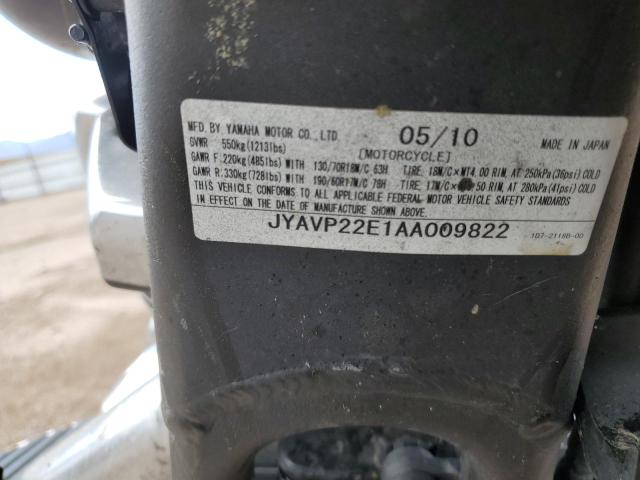 MFD. BY YAMAHA MOTOR CO., LTD. 05/10 MADE IN JAPAN
GVWR 550kg (1213lbs) [MOTORCYCLE]
GAWR F: 220kg (485lbs) WITH 130/70R18M/C 63H TIRE, 18M/C×MT4.00 RIM, AT 250kPa (36psi) COLD
GAWR R: 330kg (728lbs) WITH 190/60R17M/C 78H TIRE, 17M/C× 50 RIM, AT 280kPa (41psi) COLD
THIS VEHICLE CONFORMS TO ALL APPLICABLE FEDERAL MOTOR VEHICLE SAFETY STANDARDS
IN EFFECT ON THE DATE OF MANUFACTURE SHOWN ABOVE.
JYAVP22E1AA009822 1D7-2118B-00